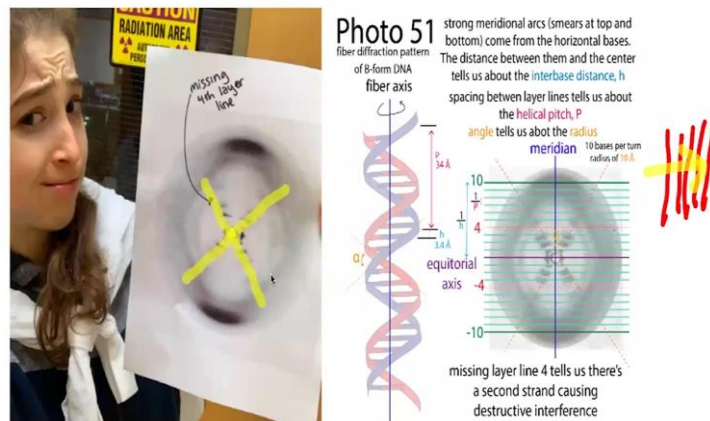 CAUTION
RADIATION AREA
missing
4th layer
line
Photo 51
fiber diffraction pattern
of B-form DNA
fiber axis
strong meridional arcs (smears at top and
bottom) come from the horizontal bases.
The distance between them and the center
tells us about the interbase distance, h
spacing betwen layer lines tells us about
the helical pitch, P
angle tells us abot the radius
meridian
10 bases per turn
radius of 10 Å
P
34 Å
h
3.4 Å
α
10
1
P
1
h
4
equitorial
axis
-4
-10
missing layer line 4 tells us there's
a second strand causing
destructive interference